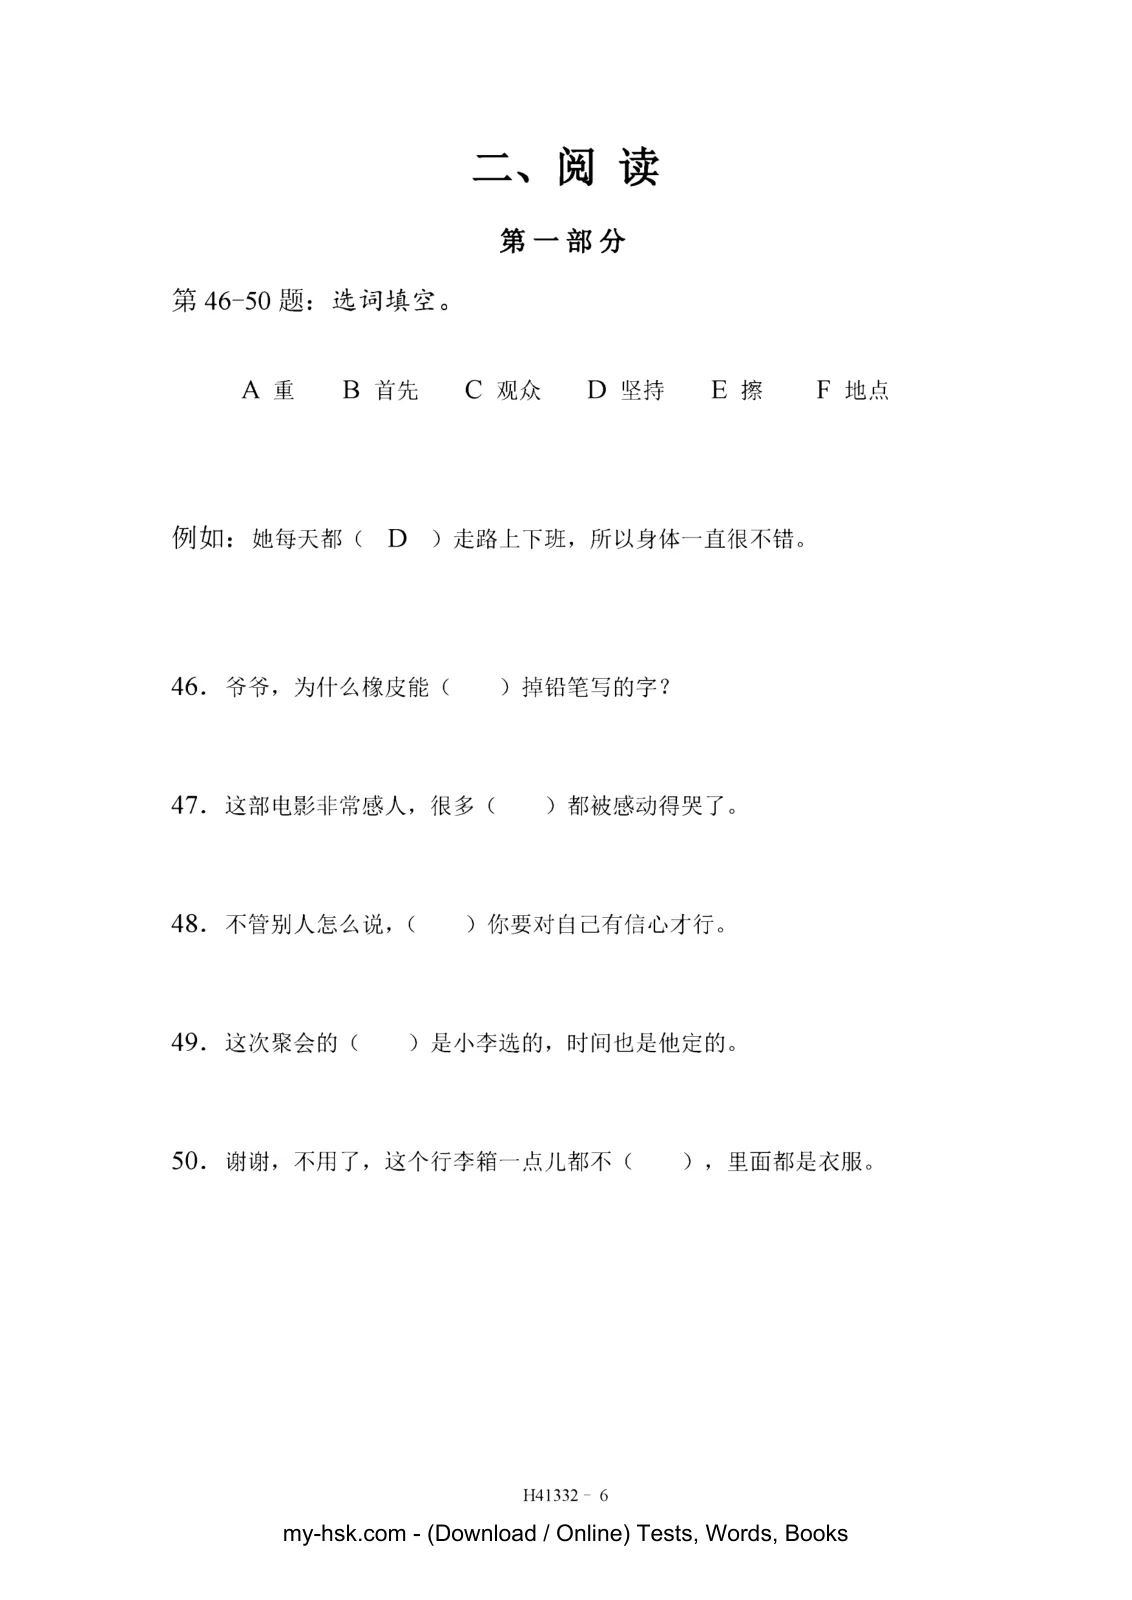 二、阅 读
第一部分
第 46-50 题：选词填空。
A 重 B 首先 C 观众 D 坚持 E 擦 F 地点
例如：她每天都（ D ）走路上下班，所以身体一直很不错。
46．爷爷，为什么橡皮能（ ）掉铅笔写的字？
47．这部电影非常感人，很多（ ）都被感动得哭了。
48．不管别人怎么说，（ ）你要对自己有信心才行。
49．这次聚会的（ ）是小李选的，时间也是他定的。
50．谢谢，不用了，这个行李箱一点儿都不（ ），里面都是衣服。
H41332 - 6
my-hsk.com - (Download / Online) Tests, Words, Books